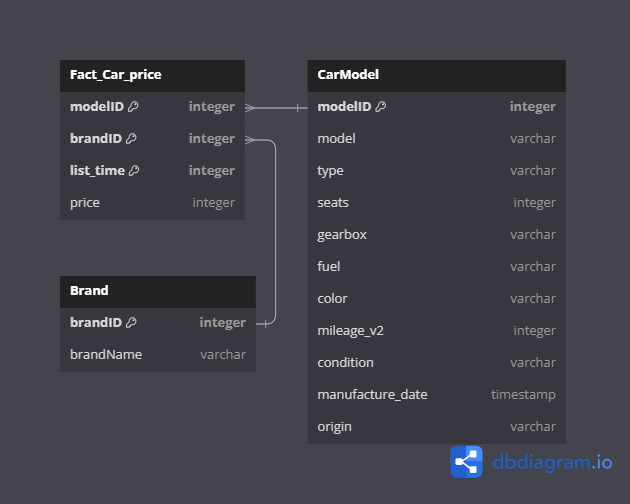 Fact_Car_price
modelID integer
brandID integer
list_time integer
price integer
Brand
brandID integer
brandName varchar
CarModel
modelID integer
model varchar
type varchar
seats integer
gearbox varchar
fuel varchar
color varchar
mileage_v2 integer
condition varchar
manufacture_date timestamp
origin varchar
dbdiagram.io